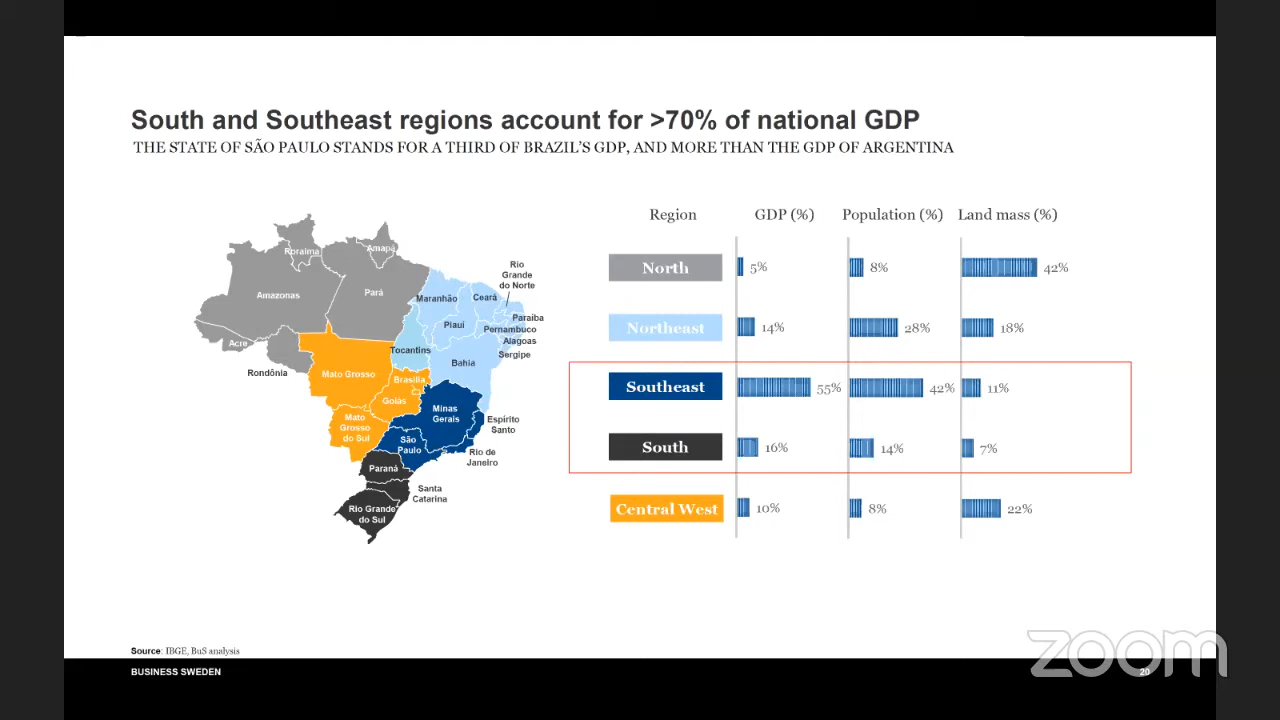 South and Southeast regions account for >70% of national GDP
THE STATE OF SÃO PAULO STANDS FOR A THIRD OF BRAZIL'S GDP, AND MORE THAN THE GDP OF ARGENTINA
Roraima
Amapá
Amazonas
Pará
Acre
Rondônia
Maranhão
Ceará
Rio
Grande
do Norte
Piauí
Paraíba
Pernambuco
Alagoas
Sergipe
Tocantins
Bahia
Mato Grosso
Brasília
Goiás
Mato
Grosso
do Sul
Minas
Gerais
Espírito
Santo
São
Paulo
Rio de
Janeiro
Paraná
Santa
Catarina
Rio Grande
do Sul
Region GDP (%) Population (%) Land mass (%)
North 5% 8% 42%
Northeast 14% 28% 18%
Southeast 55% 42% 11%
South 16% 14% 7%
Central West 10% 8% 22%
Source: IBGE, BuS analysis
BUSINESS SWEDEN
20
zoom